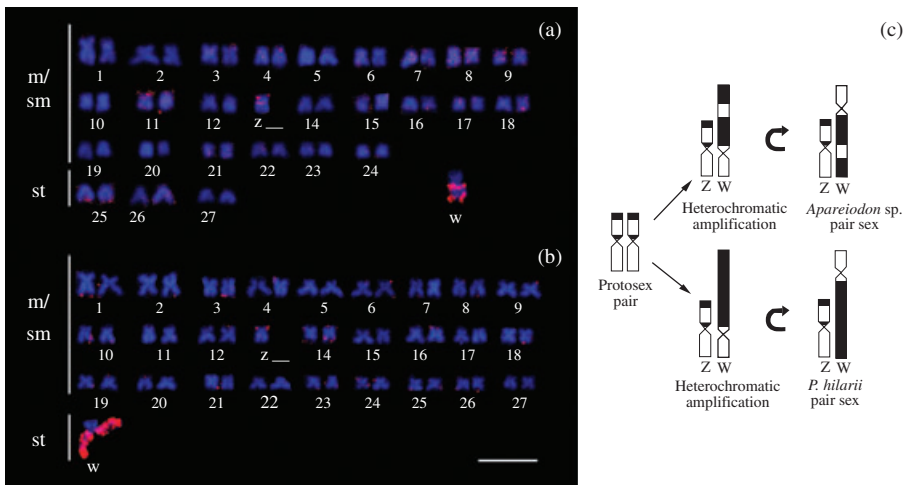 (a)
m/
sm
1 2 3 4 5 6 7 8 9
10 11 12 Z 14 15 16 17 18
19 20 21 22 23 24
st
25 26 27
W
(b)
m/
sm
1 2 3 4 5 6 7 8 9
10 11 12 Z 14 15 16 17 18
19 20 21 22 23 24 25 26 27
st
W
(c)
Protosex
pair
Z W
Heterochromatic
amplification
Z W
Apareiodon sp.
pair sex
Z W
Heterochromatic
amplification
Z W
P. hilarii
pair sex